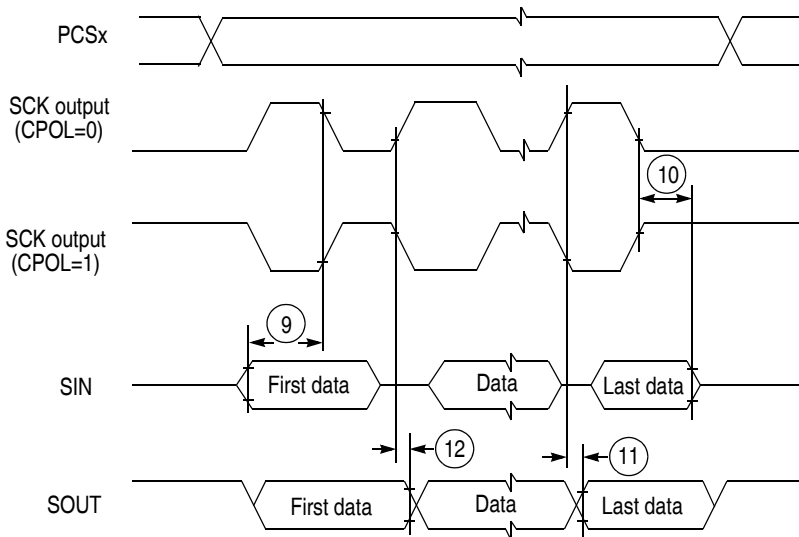 PCSx
SCK output
(CPOL=0)
10
SCK output
(CPOL=1)
9
SIN
First data
Data
Last data
12
11
SOUT
First data
Data
Last data